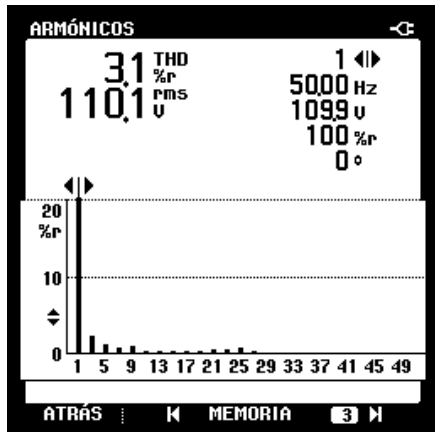 ARMÓNICOS
3,1 THD %r
110,1 rms V
1
50,00 Hz
109,9 V
100 %r
0 °
20
%r
10
0
1 5 9 13 17 21 25 29 33 37 41 45 49
ATRÁS MEMORIA 3